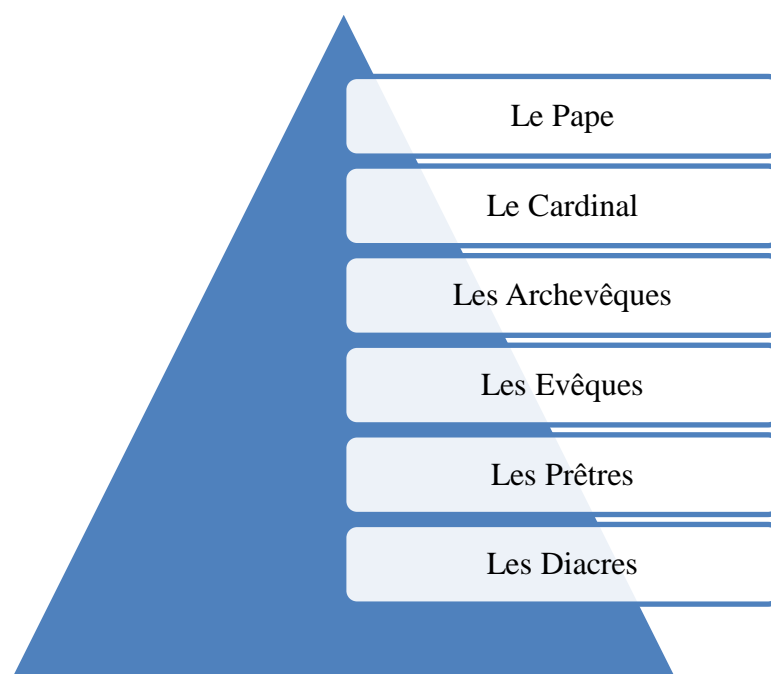 Le Pape
Le Cardinal
Les Archevêques
Les Evêques
Les Prêtres
Les Diacres